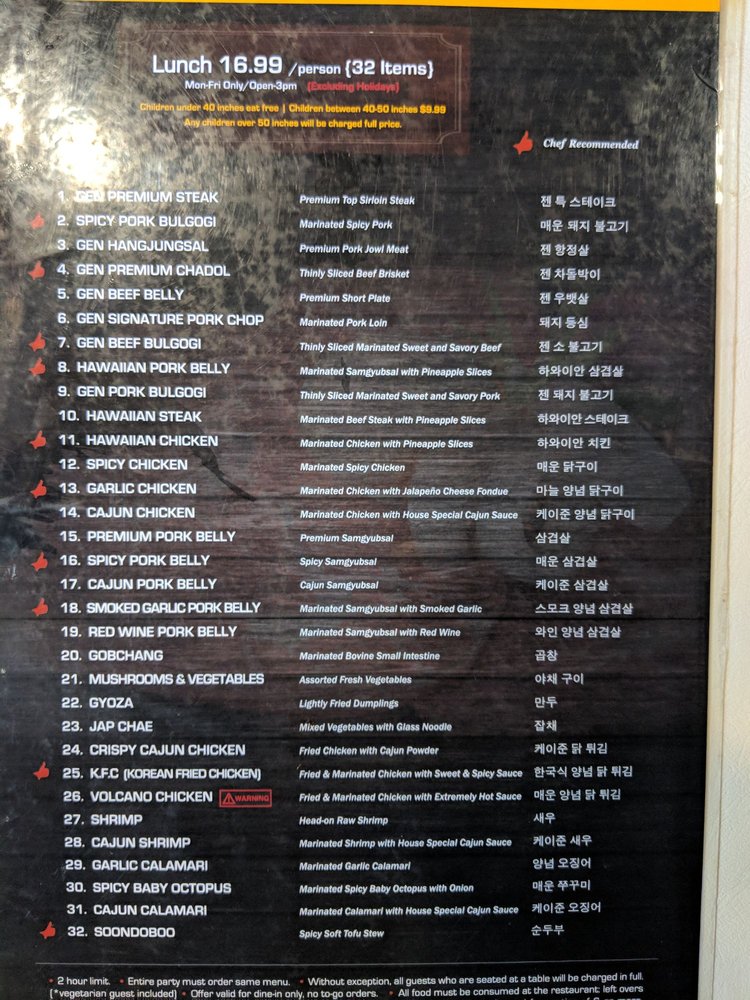 Lunch 16.99 /person {32 Items}
Mon-Fri Only/Open-3pm (Excluding Holidays)
Children under 40 inches eat free | Children between 40-50 inches $9.99
Any children over 50 inches will be charged full price.
Chef Recommended
1. GEN PREMIUM STEAK Premium Top Sirloin Steak 젠 특 스테이크
2. SPICY PORK BULGOGI Marinated Spicy Pork 매운 돼지 불고기
3. GEN HANGJUNGSAL Premium Pork Jowl Meat 젠 항정살
4. GEN PREMIUM CHADOL Thinly Sliced Beef Brisket 젠 차돌박이
5. GEN BEEF BELLY Premium Short Plate 젠 우뱃살
6. GEN SIGNATURE PORK CHOP Marinated Pork Loin 돼지 등심
7. GEN BEEF BULGOGI Thinly Sliced Marinated Sweet and Savory Beef 젠 소 불고기
8. HAWAIIAN PORK BELLY Marinated Samgyubsal with Pineapple Slices 하와이안 삼겹살
9. GEN PORK BULGOGI Thinly Sliced Marinated Sweet and Savory Pork 젠 돼지 불고기
10. HAWAIIAN STEAK Marinated Beef Steak with Pineapple Slices 하와이안 스테이크
11. HAWAIIAN CHICKEN Marinated Chicken with Pineapple Slices 하와이안 치킨
12. SPICY CHICKEN Marinated Spicy Chicken 매운 닭구이
13. GARLIC CHICKEN Marinated Chicken with Jalapeño Cheese Fondue 마늘 양념 닭구이
14. CAJUN CHICKEN Marinated Chicken with House Special Cajun Sauce 케이준 양념 닭구이
15. PREMIUM PORK BELLY Premium Samgyubsal 삼겹살
16. SPICY PORK BELLY Spicy Samgyubsal 매운 삼겹살
17. CAJUN PORK BELLY Cajun Samgyubsal 케이준 삼겹살
18. SMOKED GARLIC PORK BELLY Marinated Samgyubsal with Smoked Garlic 스모크 양념 삼겹살
19. RED WINE PORK BELLY Marinated Samgyubsal with Red Wine 와인 양념 삼겹살
20. GOBCHANG Marinated Bovine Small Intestine 곱창
21. MUSHROOMS & VEGETABLES Assorted Fresh Vegetables 야채 구이
22. GYOZA Lightly Fried Dumplings 만두
23. JAP CHAE Mixed Vegetables with Glass Noodle 잡채
24. CRISPY CAJUN CHICKEN Fried Chicken with Cajun Powder 케이준 닭 튀김
25. K.F.C (KOREAN FRIED CHICKEN) Fried & Marinated Chicken with Sweet & Spicy Sauce 한국식 양념 닭 튀김
26. VOLCANO CHICKEN WARNING Fried & Marinated Chicken with Extremely Hot Sauce 매운 양념 닭 튀김
27. SHRIMP Head-on Raw Shrimp 새우
28. CAJUN SHRIMP Marinated Shrimp with House Special Cajun Sauce 케이준 새우
29. GARLIC CALAMARI Marinated Garlic Calamari 양념 오징어
30. SPICY BABY OCTOPUS Marinated Spicy Baby Octopus with Onion 매운 쭈꾸미
31. CAJUN CALAMARI Marinated Calamari with House Special Cajun Sauce 케이준 오징어
32. SOONDOBOO Spicy Soft Tofu Stew 순두부
• 2 hour limit. • Entire party must order same menu. • Without exception, all guests who are seated at a table will be charged in full.
(*vegetarian guest included) • Offer valid for dine-in only, no to-go orders. • All food must be consumed at the restaurant; left overs